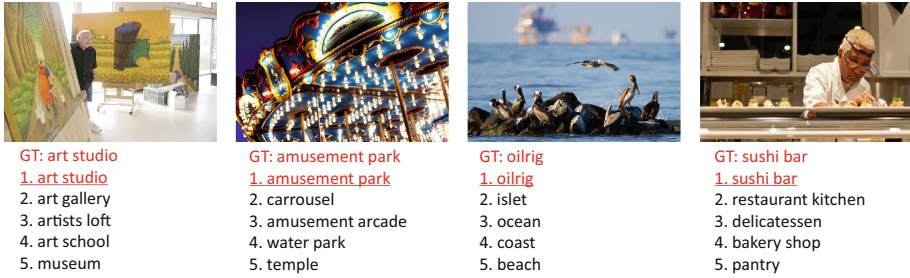 GT: art studio
1. art studio
2. art gallery
3. artists loft
4. art school
5. museum
GT: amusement park
1. amusement park
2. carrousel
3. amusement arcade
4. water park
5. temple
GT: oilrig
1. oilrig
2. islet
3. ocean
4. coast
5. beach
GT: sushi bar
1. sushi bar
2. restaurant kitchen
3. delicatessen
4. bakery shop
5. pantry